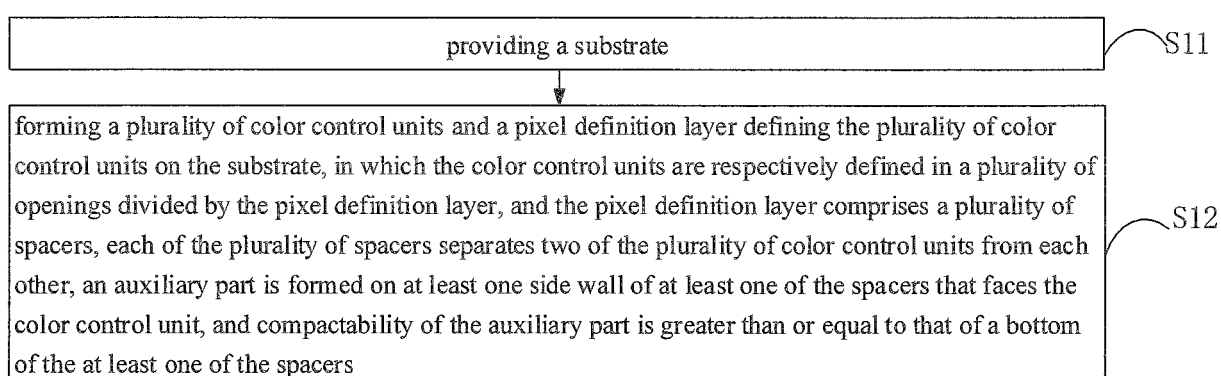 providing a substrate
S11
forming a plurality of color control units and a pixel definition layer defining the plurality of color
control units on the substrate, in which the color control units are respectively defined in a plurality of
openings divided by the pixel definition layer, and the pixel definition layer comprises a plurality of
spacers, each of the plurality of spacers separates two of the plurality of color control units from each
other, an auxiliary part is formed on at least one side wall of at least one of the spacers that faces the
color control unit, and compactability of the auxiliary part is greater than or equal to that of a bottom
of the at least one of the spacers
S12